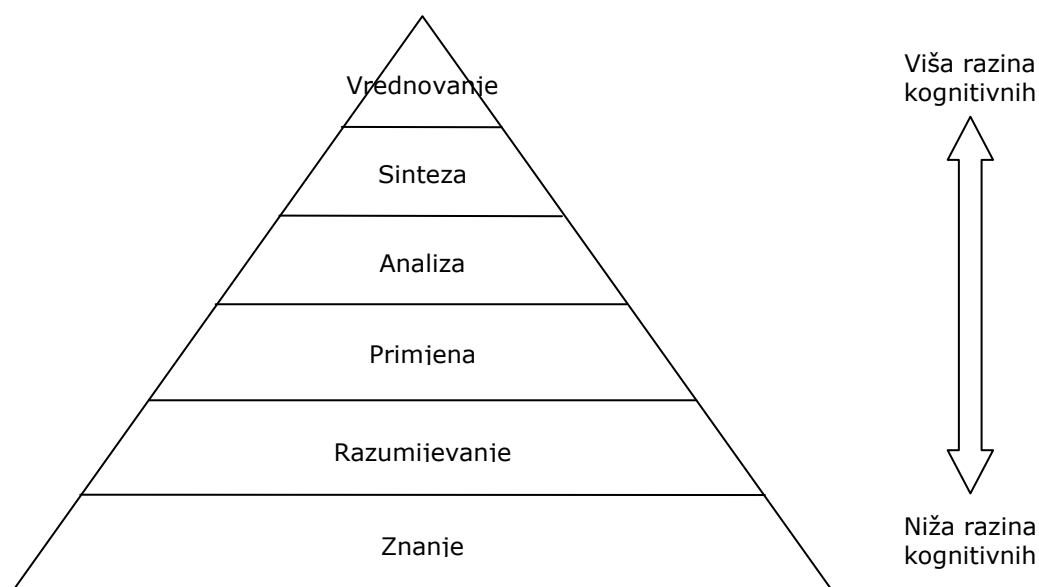 Vrednovanje
Sinteza
Analiza
Primjena
Razumijevanje
Znanje
Viša razina
kognitivnih
Niža razina
kognitivnih